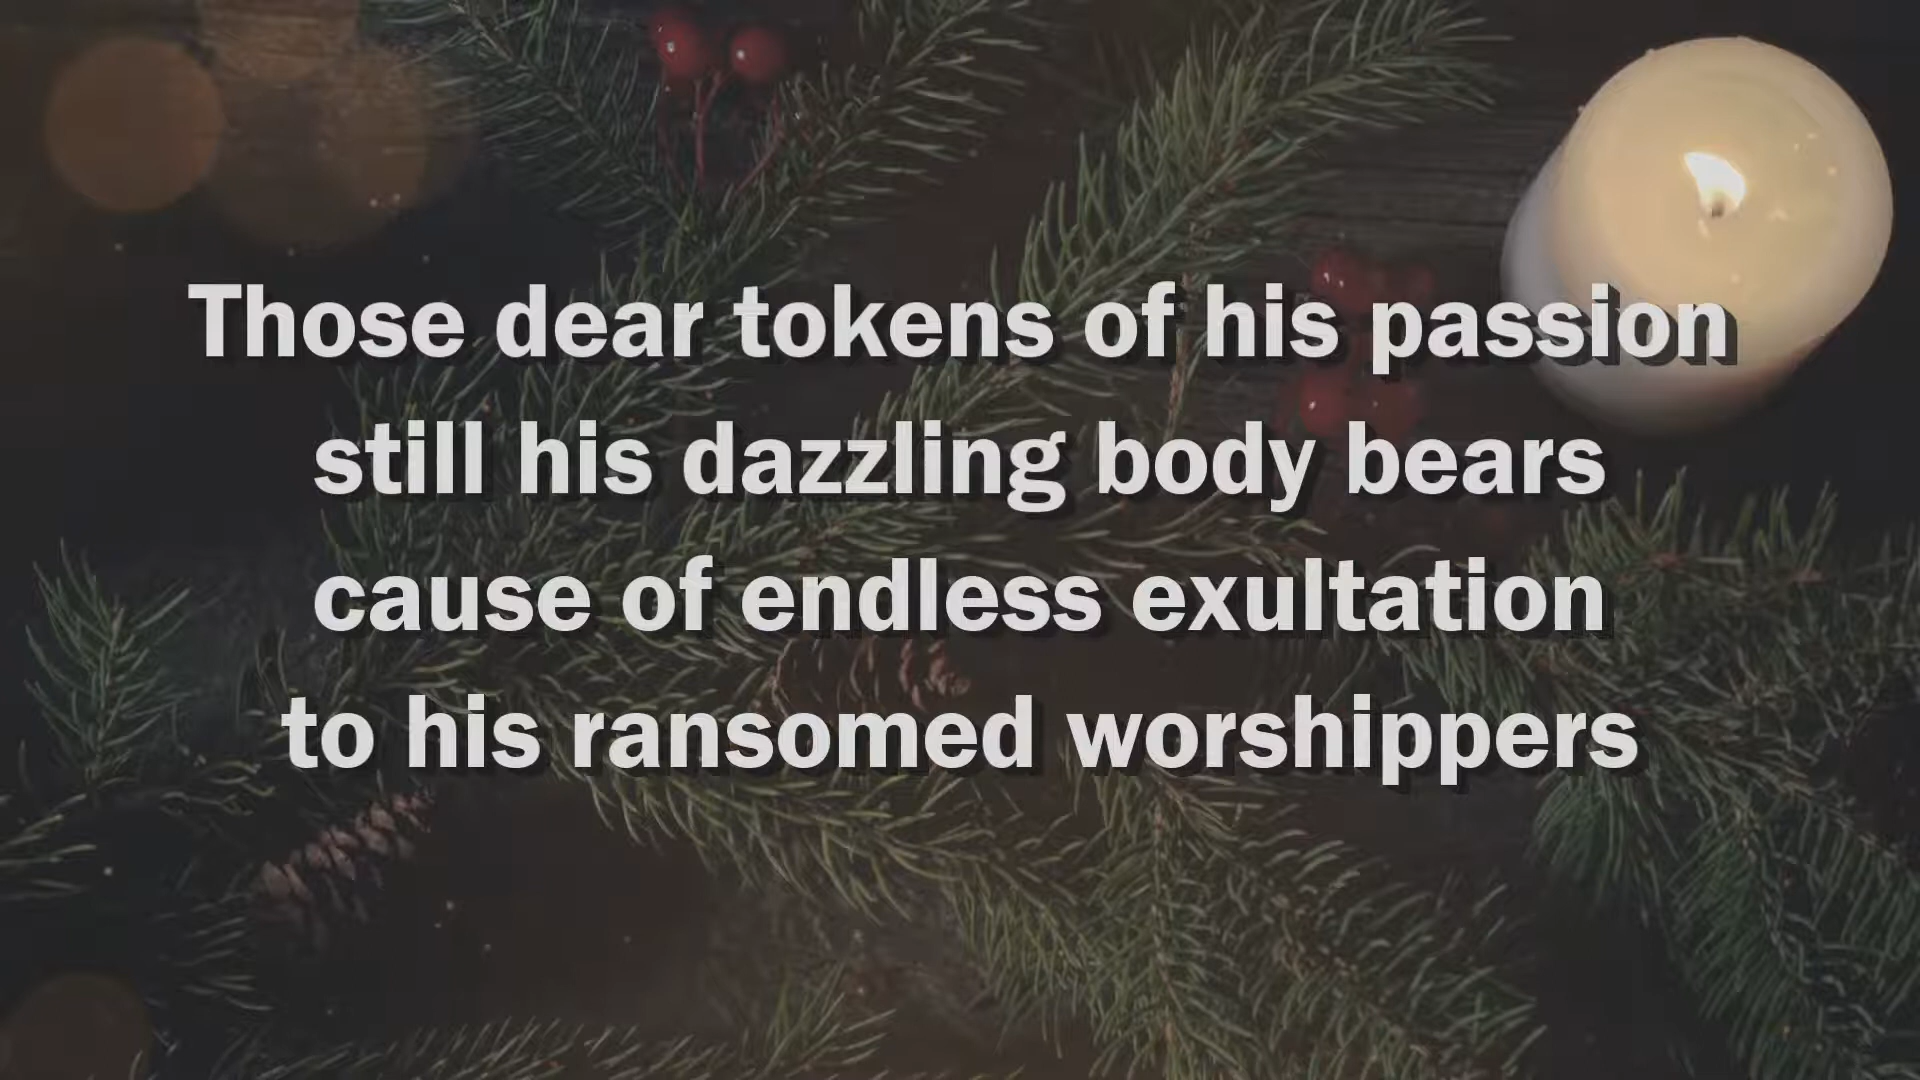 Those dear tokens of his passion
still his dazzling body bears
cause of endless exultation
to his ransomed worshippers